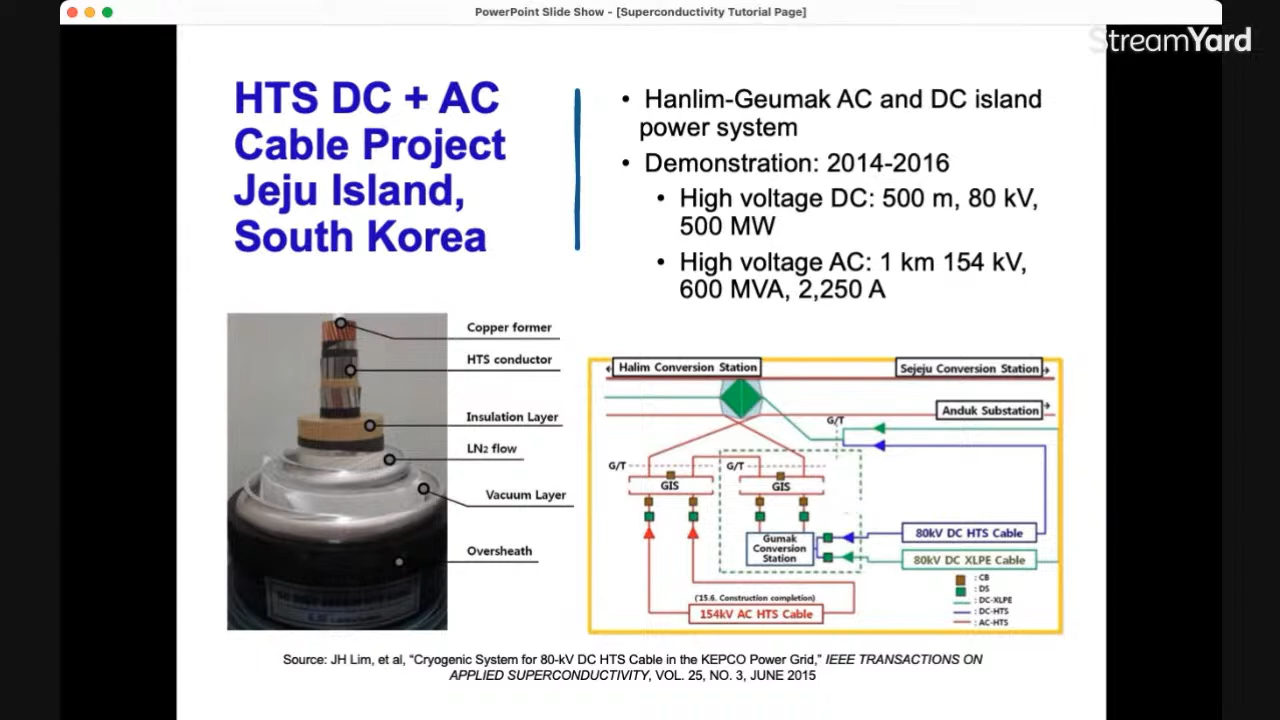 PowerPoint Slide Show - [Superconductivity Tutorial Page]
StreamYard
HTS DC + AC
Cable Project
Jeju Island,
South Korea
• Hanlim-Geumak AC and DC island
power system
• Demonstration: 2014-2016
• High voltage DC: 500 m, 80 kV,
500 MW
• High voltage AC: 1 km 154 kV,
600 MVA, 2,250 A
Copper former
HTS conductor
Insulation Layer
LN2 flow
Vacuum Layer
Oversheath
Halim Conversion Station
Sejeju Conversion Station
Anduk Substation
G/T
G/T
G/T
GIS
GIS
Gumak
Conversion
Station
80kV DC HTS Cable
80kV DC XLPE Cable
('15.6. Construction completion)
154kV AC HTS Cable
: CB
: DS
: DC-XLPE
: DC-HTS
: AC-HTS
Source: JH Lim, et al, “Cryogenic System for 80-kV DC HTS Cable in the KEPCO Power Grid,” IEEE TRANSACTIONS ON
APPLIED SUPERCONDUCTIVITY, VOL. 25, NO. 3, JUNE 2015